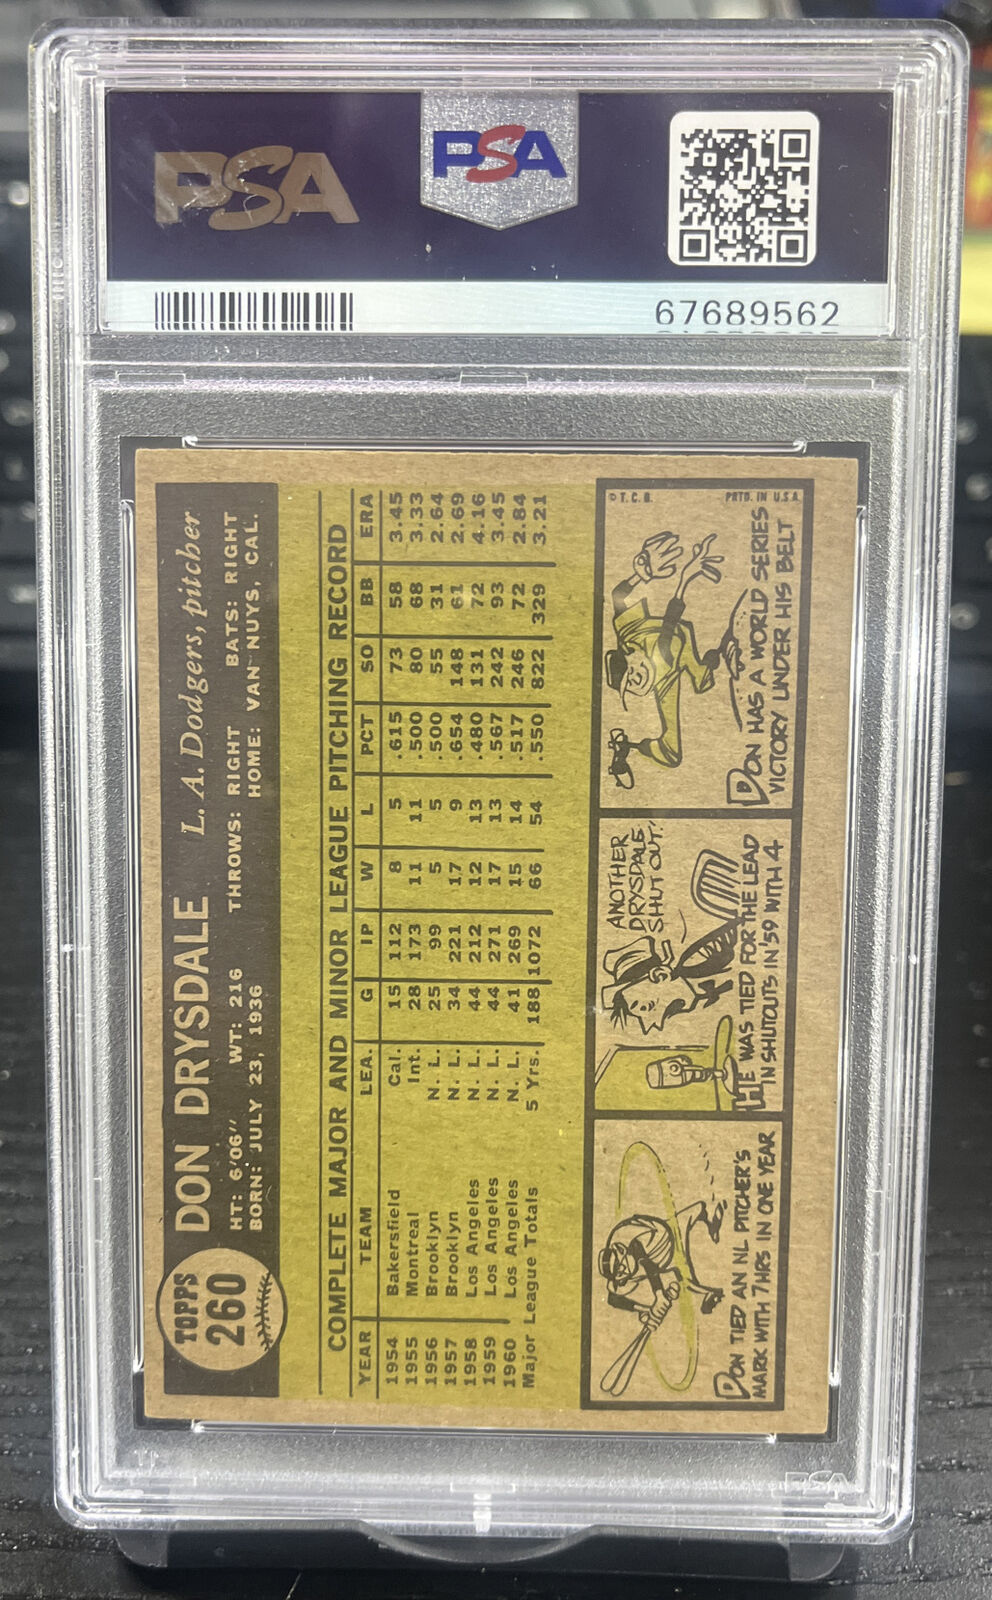 PSA
PSA
67689562
TOPPS
260
DON DRYSDALE L. A. Dodgers, pitcher
HT: 6'06" WT: 216 THROWS: RIGHT BATS: RIGHT
BORN: JULY 23, 1936 HOME: VAN NUYS, CAL.
COMPLETE MAJOR AND MINOR LEAGUE PITCHING RECORD
YEAR TEAM LEA. G IP W L PCT SO BB ERA
1954 Bakersfield Cal. 15 112 8 5 .615 73 58 3.45
1955 Montreal Int. 28 173 11 11 .500 80 68 3.33
1956 Brooklyn N. L. 25 99 5 5 .500 55 31 2.64
1957 Brooklyn N. L. 34 221 17 9 .654 148 61 2.69
1958 Los Angeles N. L. 44 212 12 13 .480 131 72 4.16
1959 Los Angeles N. L. 44 271 17 13 .567 242 93 3.45
1960 Los Angeles N. L. 41 269 15 14 .517 246 72 2.84
Major League Totals 5 Yrs. 188 1072 66 54 .550 822 329 3.21
DON TIED AN NL PITCHER'S
MARK WITH 7 HRS IN ONE YEAR
ANOTHER
DRYSDALE
SHUT OUT!
HE WAS TIED FOR THE LEAD
IN SHUTOUTS IN '59 WITH 4
© T. C. G. PRTD. IN U.S.A.
DON HAS A WORLD SERIES
VICTORY UNDER HIS BELT
PSA